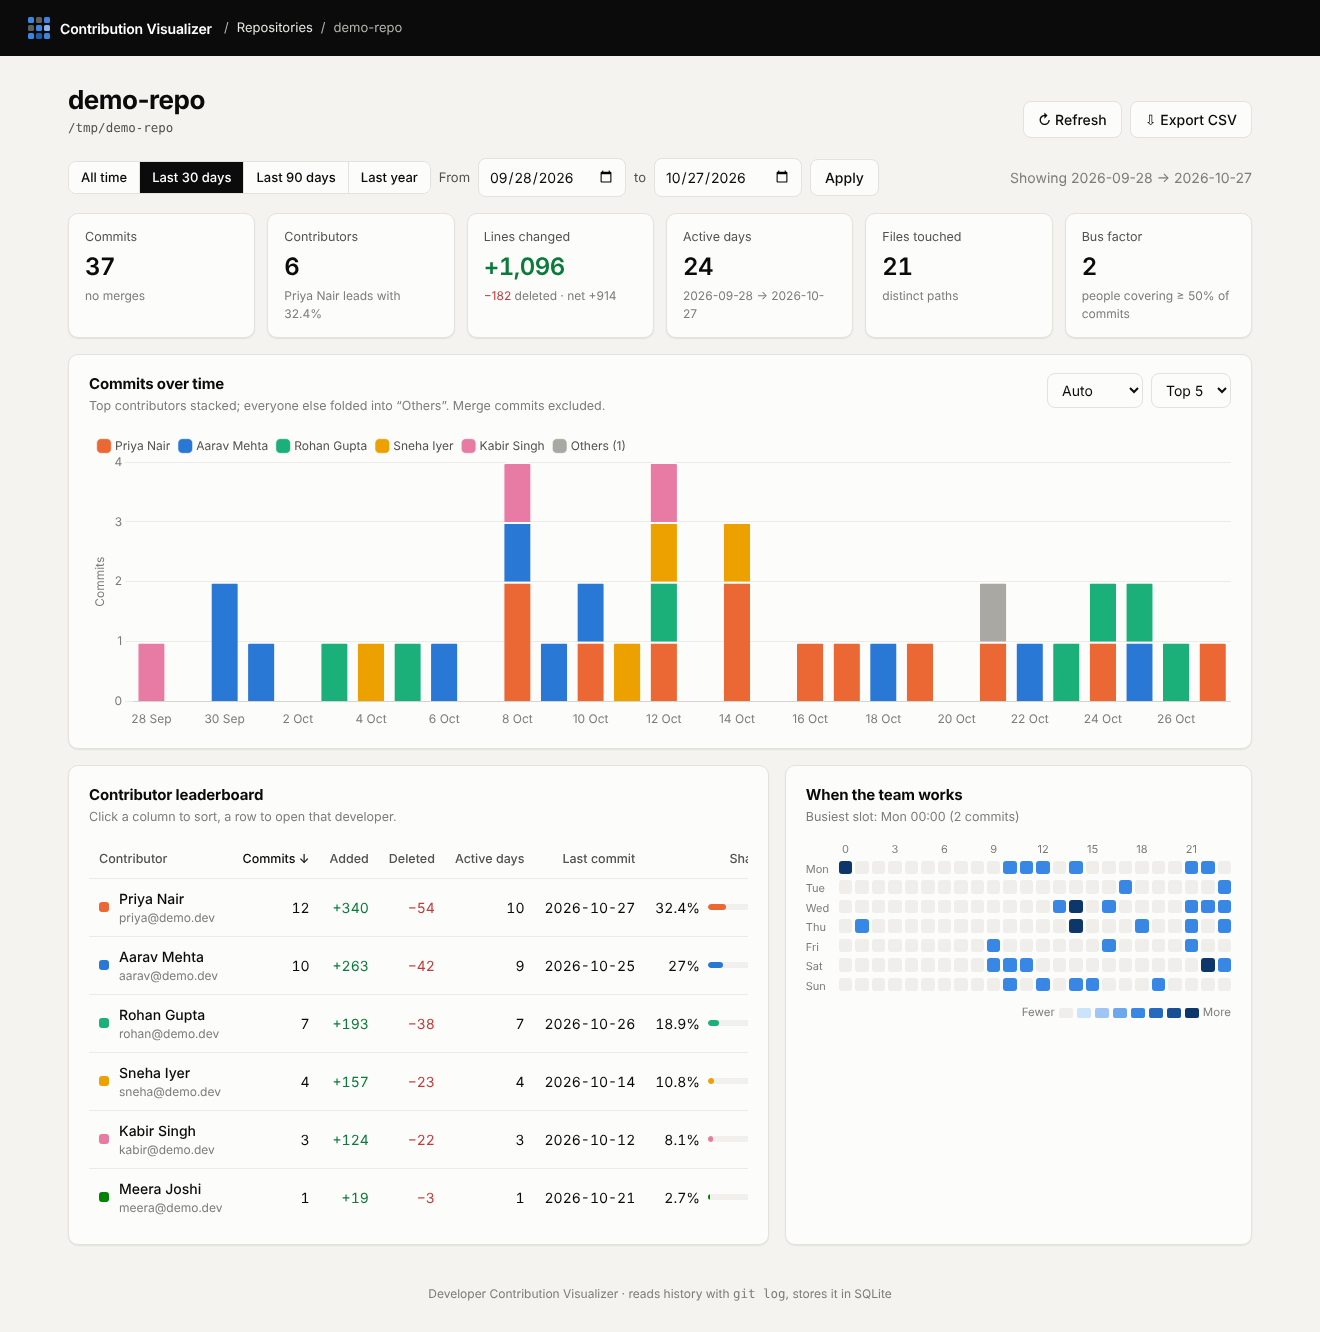 Contribution Visualizer / Repositories / demo-repo
demo-repo
/tmp/demo-repo
↻ Refresh
⇩ Export CSV
All time Last 30 days Last 90 days Last year From 09/28/2026 to 10/27/2026 Apply
Showing 2026-09-28 → 2026-10-27
Commits
37
no merges
Contributors
6
Priya Nair leads with
32.4%
Lines changed
+1,096
−182 deleted · net +914
Active days
24
2026-09-28 → 2026-10-
27
Files touched
21
distinct paths
Bus factor
2
people covering ≥ 50% of
commits
Commits over time
Top contributors stacked; everyone else folded into “Others”. Merge commits excluded.
Auto
Top 5
Priya Nair Aarav Mehta Rohan Gupta Sneha Iyer Kabir Singh Others (1)
Commits
4
3
2
1
0
28 Sep 30 Sep 2 Oct 4 Oct 6 Oct 8 Oct 10 Oct 12 Oct 14 Oct 16 Oct 18 Oct 20 Oct 22 Oct 24 Oct 26 Oct
Contributor leaderboard
Click a column to sort, a row to open that developer.
Contributor Commits ↓ Added Deleted Active days Last commit Sha
Priya Nair
priya@demo.dev
12 +340 −54 10 2026-10-27 32.4%
Aarav Mehta
aarav@demo.dev
10 +263 −42 9 2026-10-25 27%
Rohan Gupta
rohan@demo.dev
7 +193 −38 7 2026-10-26 18.9%
Sneha Iyer
sneha@demo.dev
4 +157 −23 4 2026-10-14 10.8%
Kabir Singh
kabir@demo.dev
3 +124 −22 3 2026-10-12 8.1%
Meera Joshi
meera@demo.dev
1 +19 −3 1 2026-10-21 2.7%
When the team works
Busiest slot: Mon 00:00 (2 commits)
0 3 6 9 12 15 18 21
Mon
Tue
Wed
Thu
Fri
Sat
Sun
Fewer More
Developer Contribution Visualizer · reads history with git log, stores it in SQLite